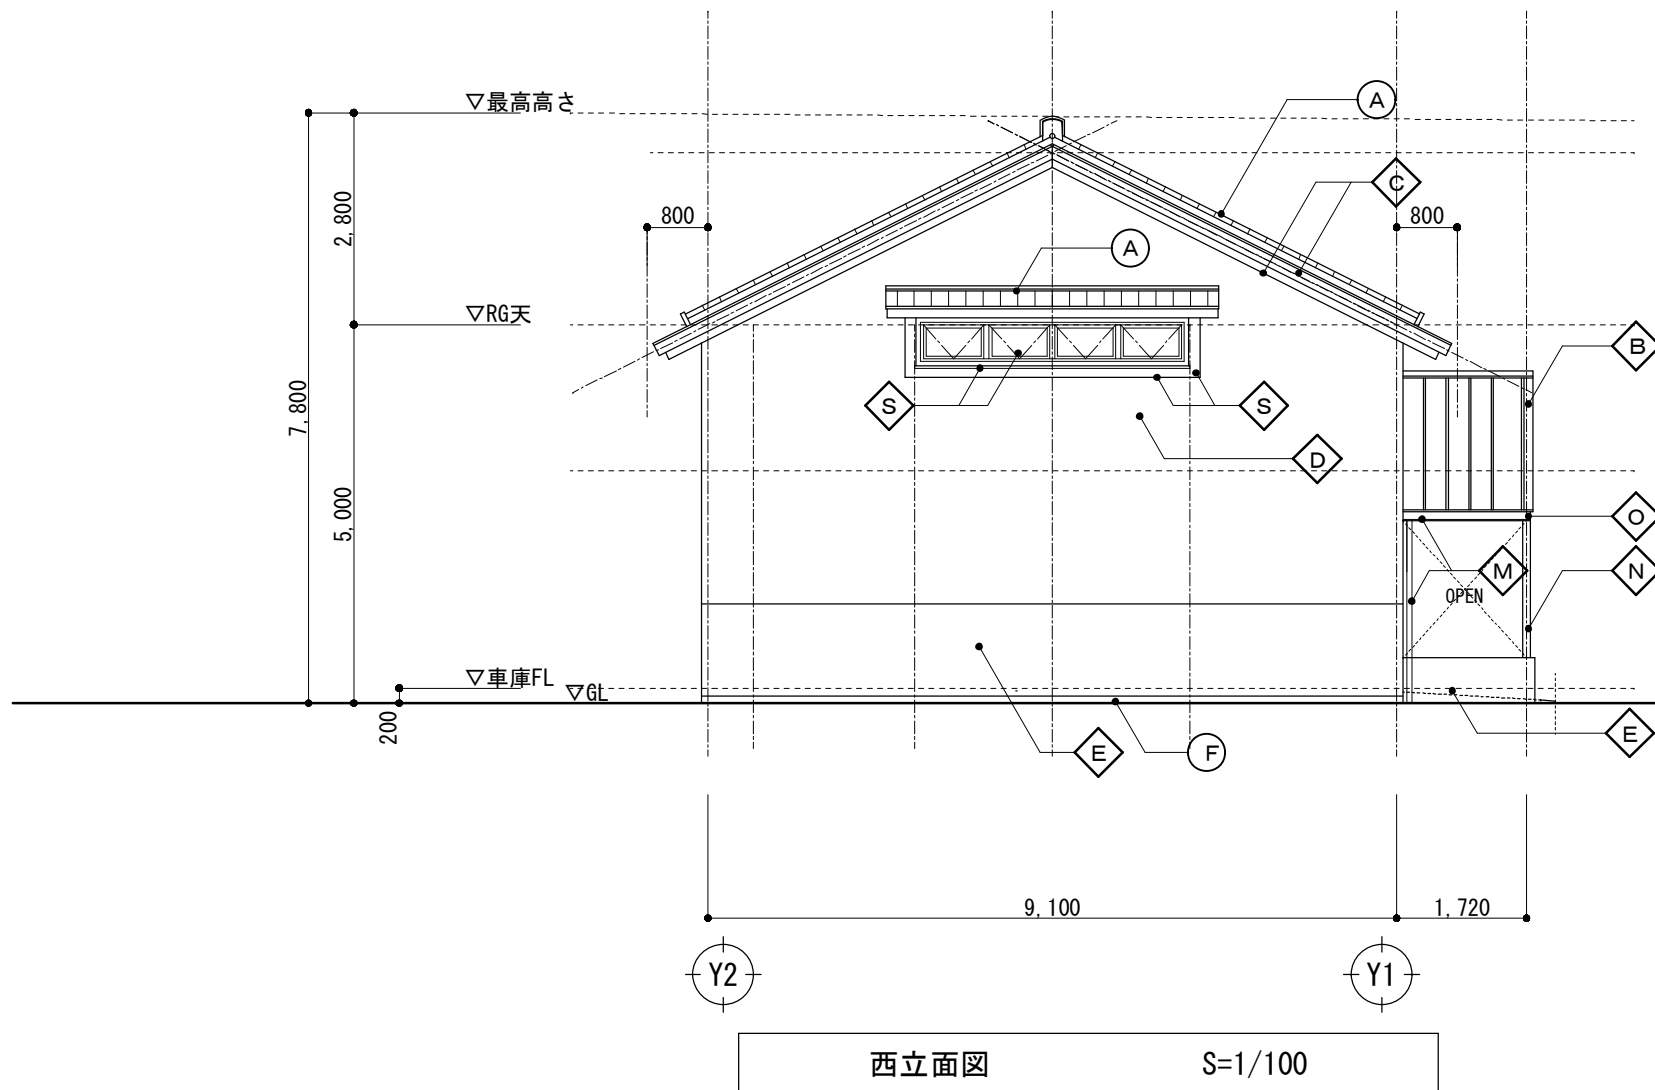 ▽最高高さ
A
C
2,800
800
800
A
▽RG天
B
7,800
S
S
D
5,000
O
M
N
OPEN
▽車庫FL
▽GL
200
E
F
E
9,100
1,720
Y2
Y1
西立面図 S=1/100